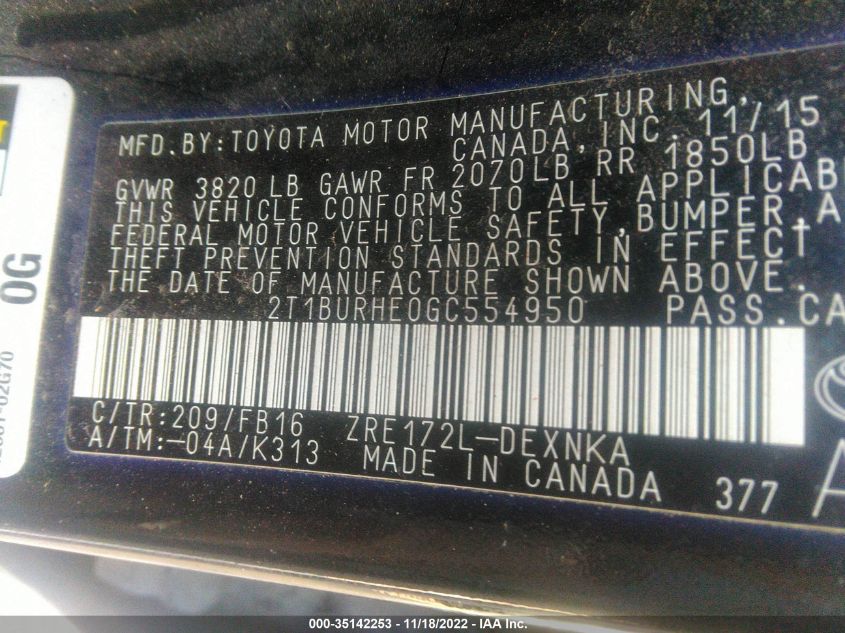 MFD.BY:TOYOTA MOTOR MANUFACTURING,
CANADA, INC. 11/15
GVWR 3820 LB GAWR FR 2070LB RR 1850LB
THIS VEHICLE CONFORMS TO ALL
FEDERAL MOTOR VEHICLE SAFETY, BUMPER,
THEFT PREVENTION STANDARDS IN EFFECT
THE DATE OF MANUFACTURE SHOWN ABOVE.
2T1BURHE0GC554950 PASS.
C/TR:209/FB16 ZRE172L-DEXNKA
A/TM:-04A/K313 MADE IN CANADA 377
0G
000-35142253 - 11/18/2022 - IAA Inc.